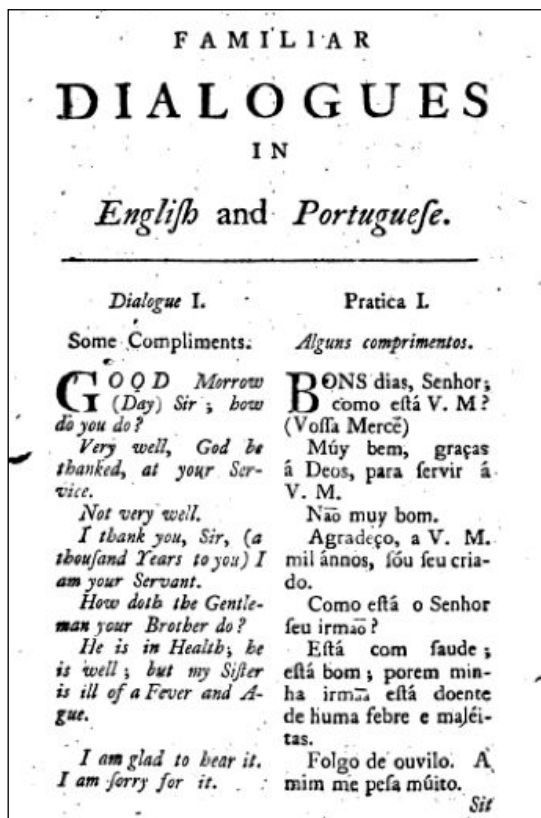 FAMILIAR
DIALOGUES
IN
Engliſh and Portugueſe.
Dialogue I.
Some Compliments.
GOOD Morrow
(Day) Sir ; how
do you do ?
Very well, God be
thanked, at your Ser-
vice.
Not very well.
I thank you, Sir, (a
thouſand Years to you) I
am your Servant.
How doth the Gentle-
man your Brother do ?
He is in Health; he
is well ; but my Siſter
is ill of a Fever and A-
gue.
I am glad to hear it.
I am ſorry for it.
Pratica I.
Alguns comprimentos.
BONS dias, Senhor ;
como eſtá V. M ?
(Voſſa Mercē)
Múy bem, graças
á Deos, para ſervir á
V. M.
Não muy bom.
Agradeço, a V. M.
mil ánnos, ſóu ſeu cria-
do.
Como eſtá o Senhor
ſeu irmão ?
Eſtá com ſaude ;
eſtá bom ; porem min-
ha irmãa eſtá doente
de huma febre e maléi-
tas.
Folgo de ouvilo. A
mim me peſa múito.
Sit